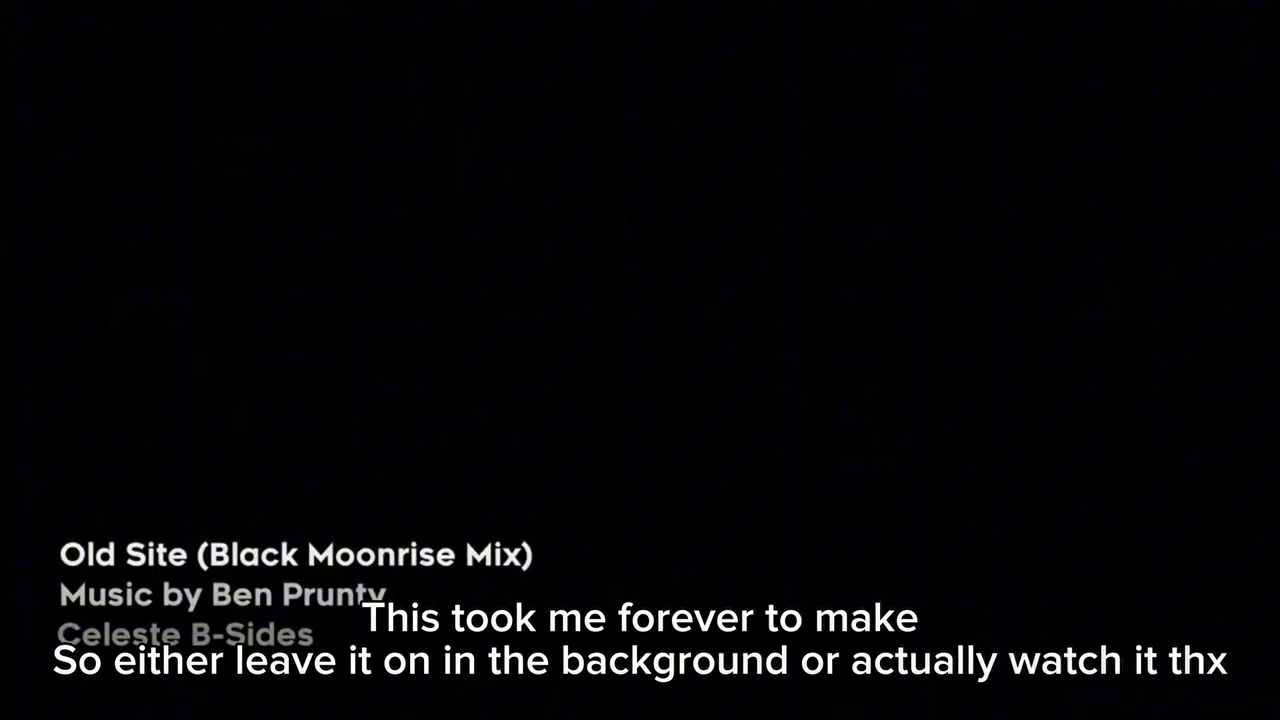 Old Site (Black Moonrise Mix)
Music by Ben Prunty
Celeste B-Sides
This took me forever to make
So either leave it on in the background or actually watch it thx